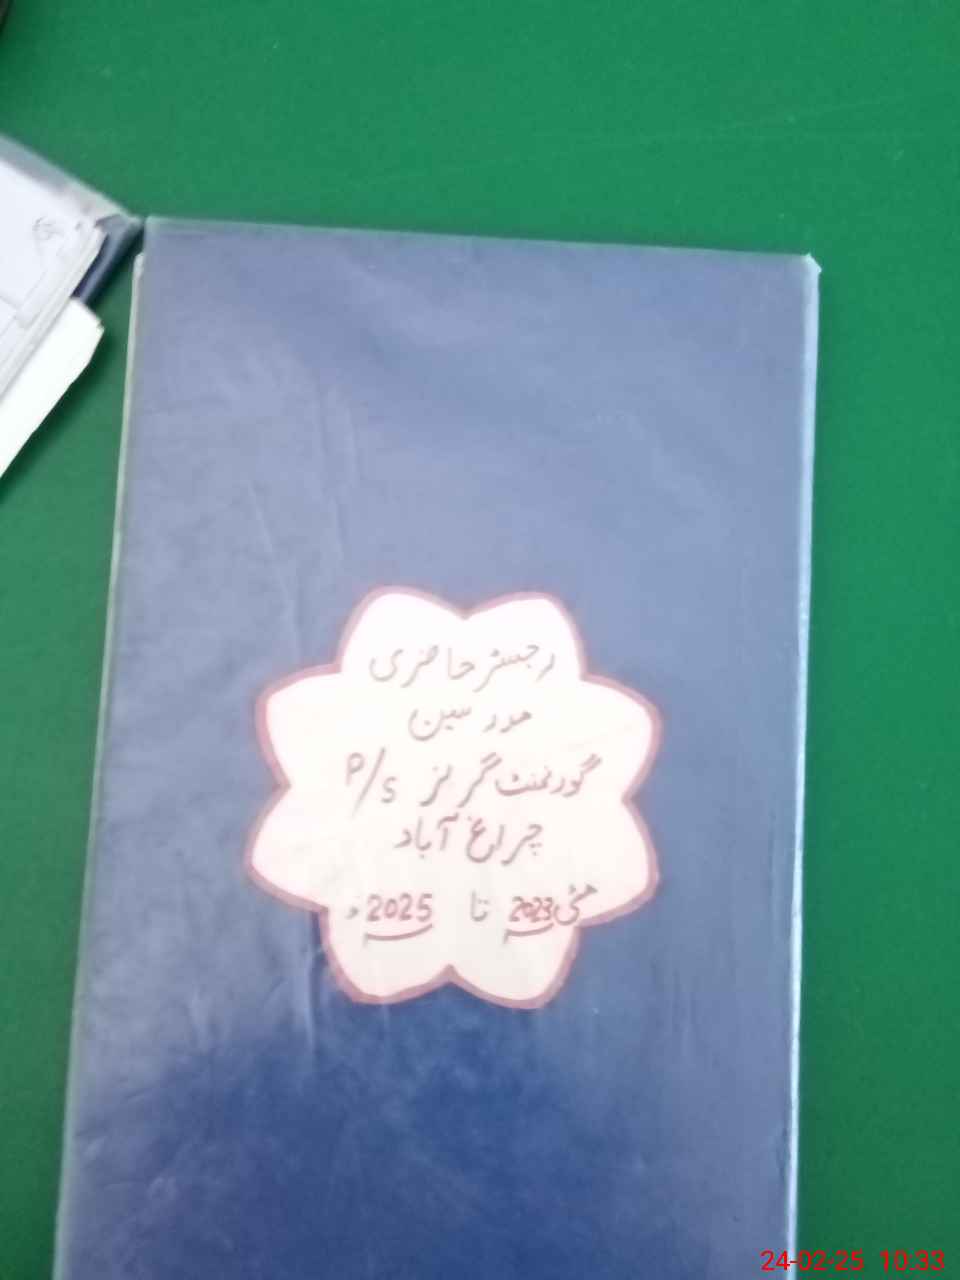 رجسٹر حاضری
مدرسین
گورنمنٹ گرلز P/S
چراغ آباد
مئی 2023 تا 2025ء
24-02-25 10:33